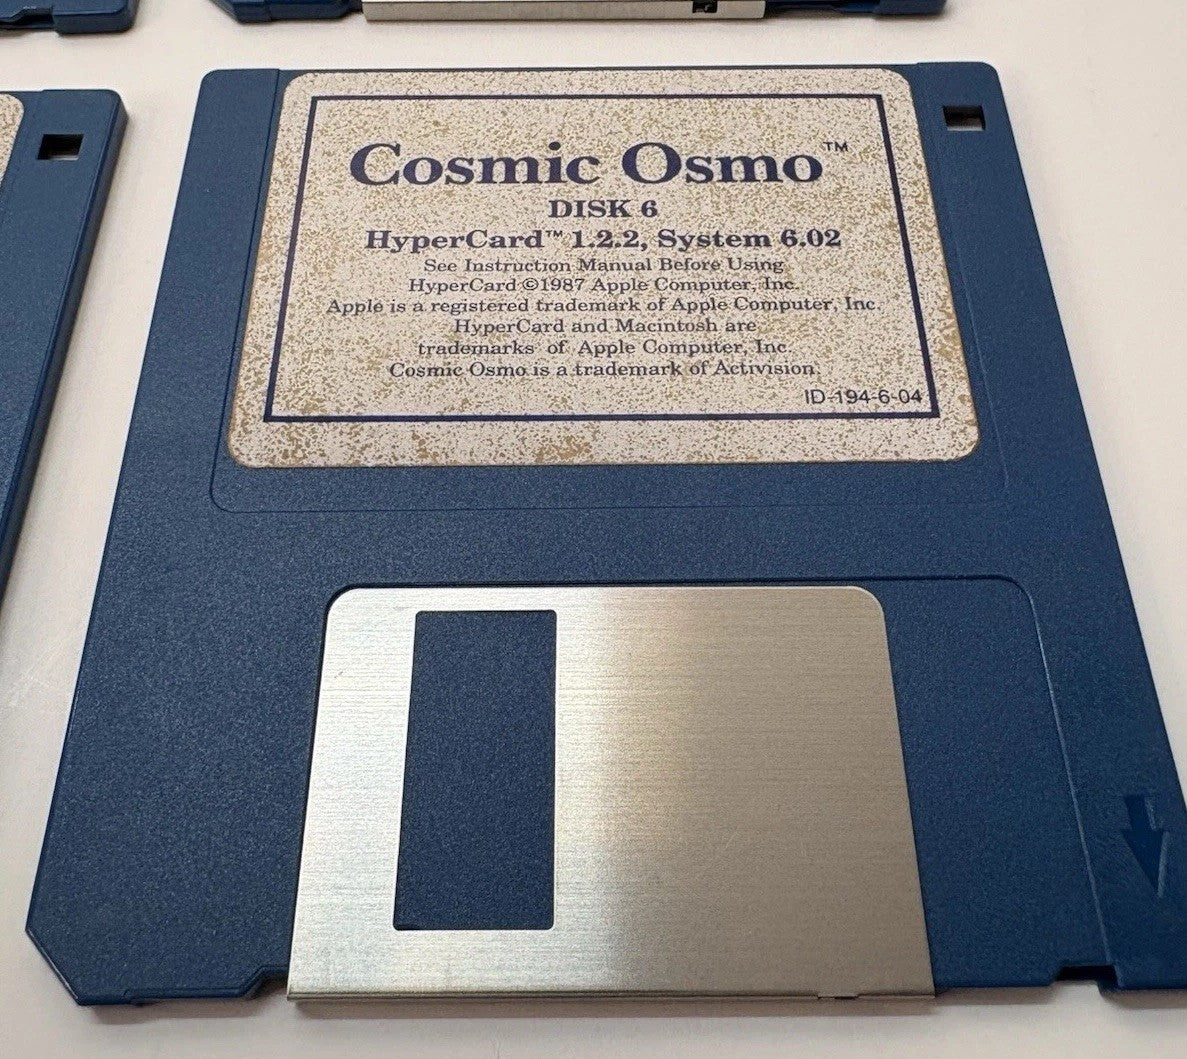 Cosmic Osmo™
DISK 6
HyperCard™ 1.2.2, System 6.02
See Instruction Manual Before Using
HyperCard ©1987 Apple Computer, Inc.
Apple is a registered trademark of Apple Computer, Inc.
HyperCard and Macintosh are
trademarks of Apple Computer, Inc.
Cosmic Osmo is a trademark of Activision.
ID-194-6-04